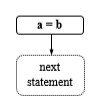 a = b
next
statement